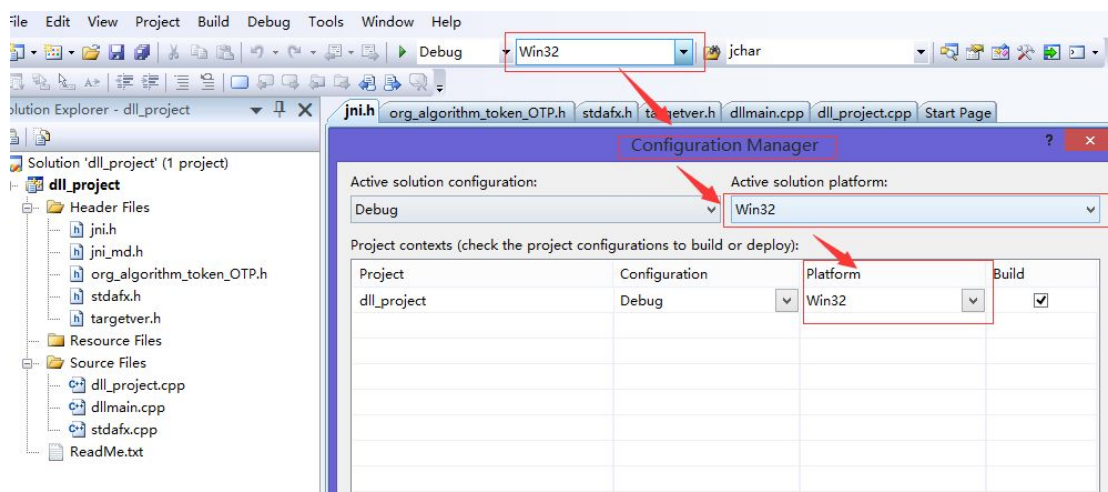 File Edit View Project Build Debug Tools Window Help
Debug Win32 jchar
Solution Explorer - dll_project
jni.h org_algorithm_token_OTP.h stdafx.h targetver.h dllmain.cpp dll_project.cpp Start Page
Configuration Manager ?
Solution 'dll_project' (1 project)
dll_project
Header Files
jni.h
jni_md.h
org_algorithm_token_OTP.h
stdafx.h
targetver.h
Resource Files
Source Files
dll_project.cpp
dllmain.cpp
stdafx.cpp
ReadMe.txt
Active solution configuration: Active solution platform:
Debug Win32
Project contexts (check the project configurations to build or deploy):
Project Configuration Platform Build
dll_project Debug Win32